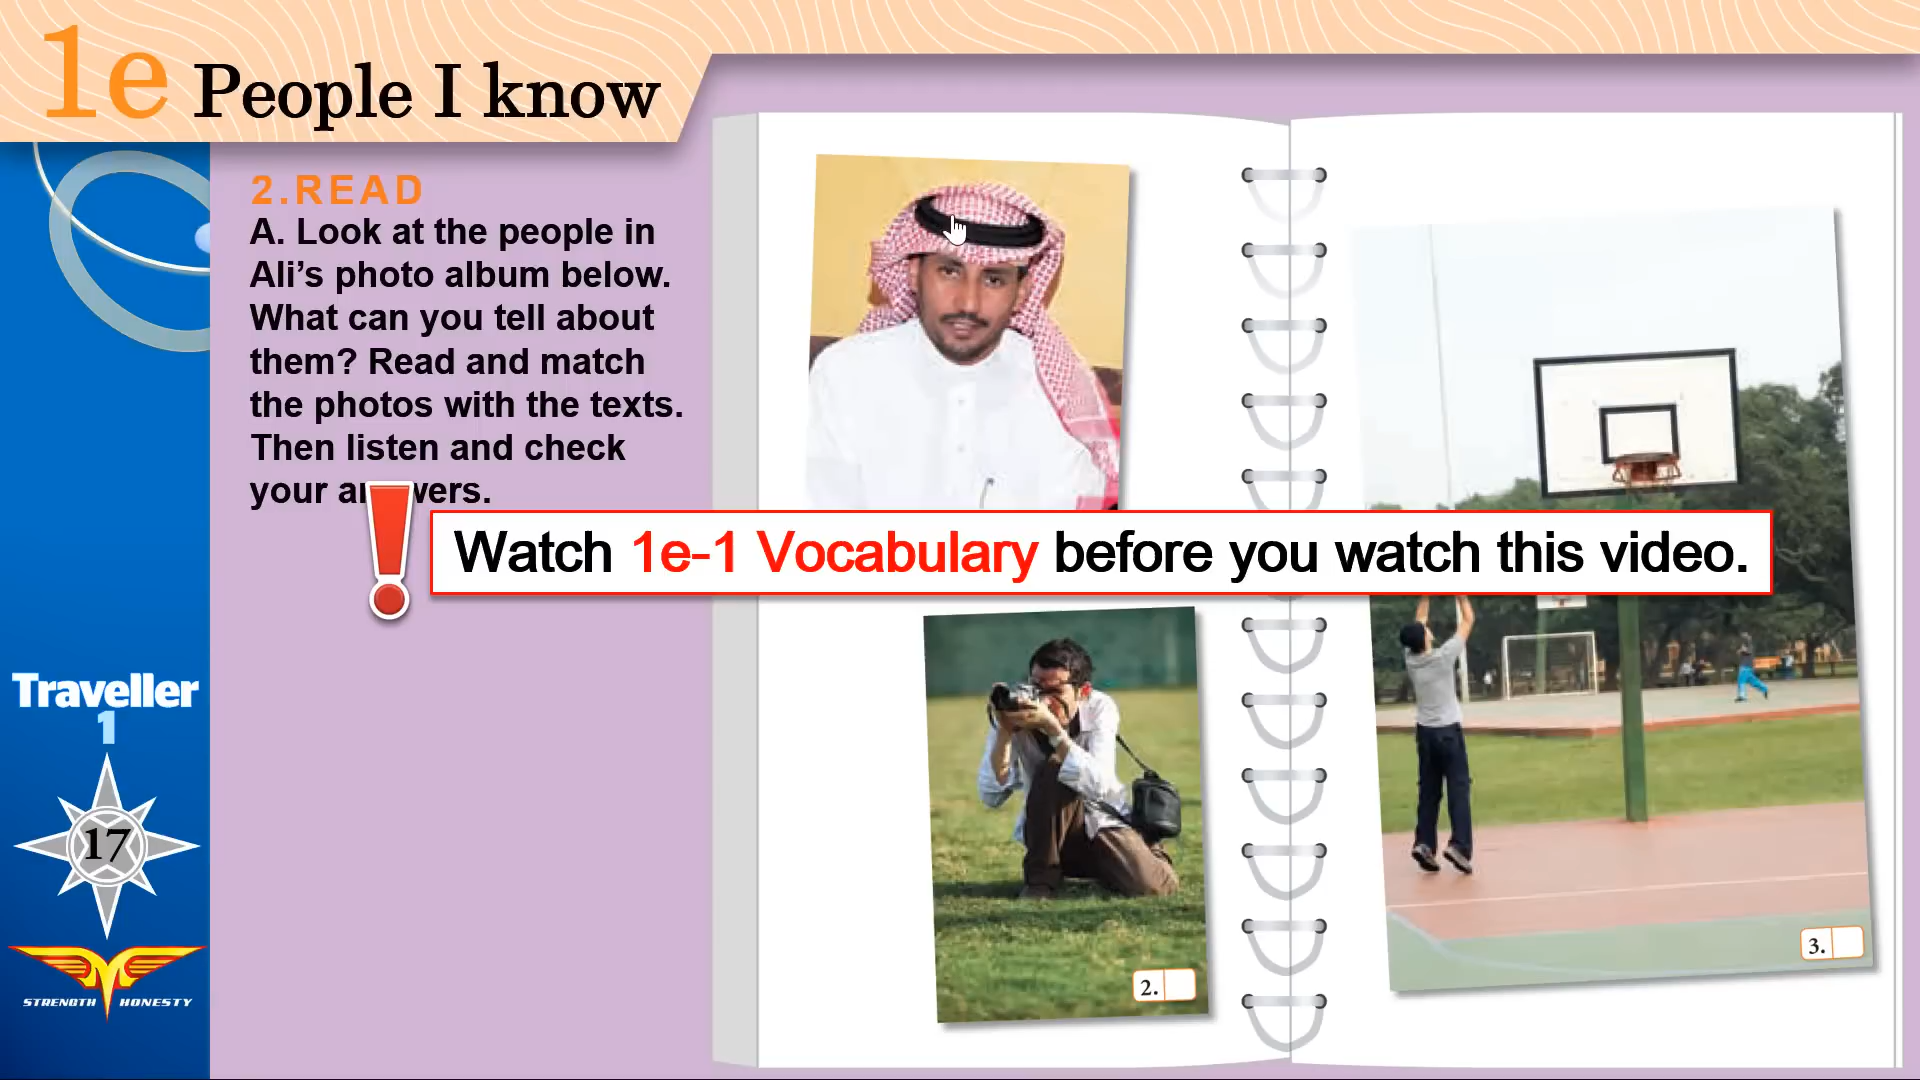 1e People I know
2.READ
A. Look at the people in
Ali’s photo album below.
What can you tell about
them? Read and match
the photos with the texts.
Then listen and check
your answers.
Watch 1e-1 Vocabulary before you watch this video.
Traveller
1
17
STRENGTH HONESTY
2.
3.